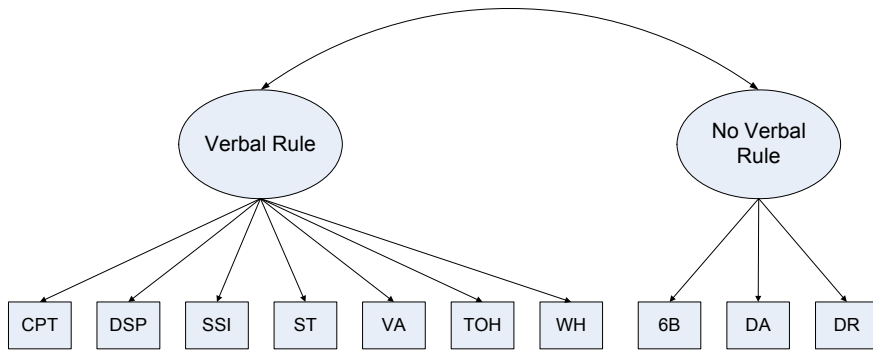 Verbal Rule
No Verbal
Rule
CPT
DSP
SSI
ST
VA
TOH
WH
6B
DA
DR